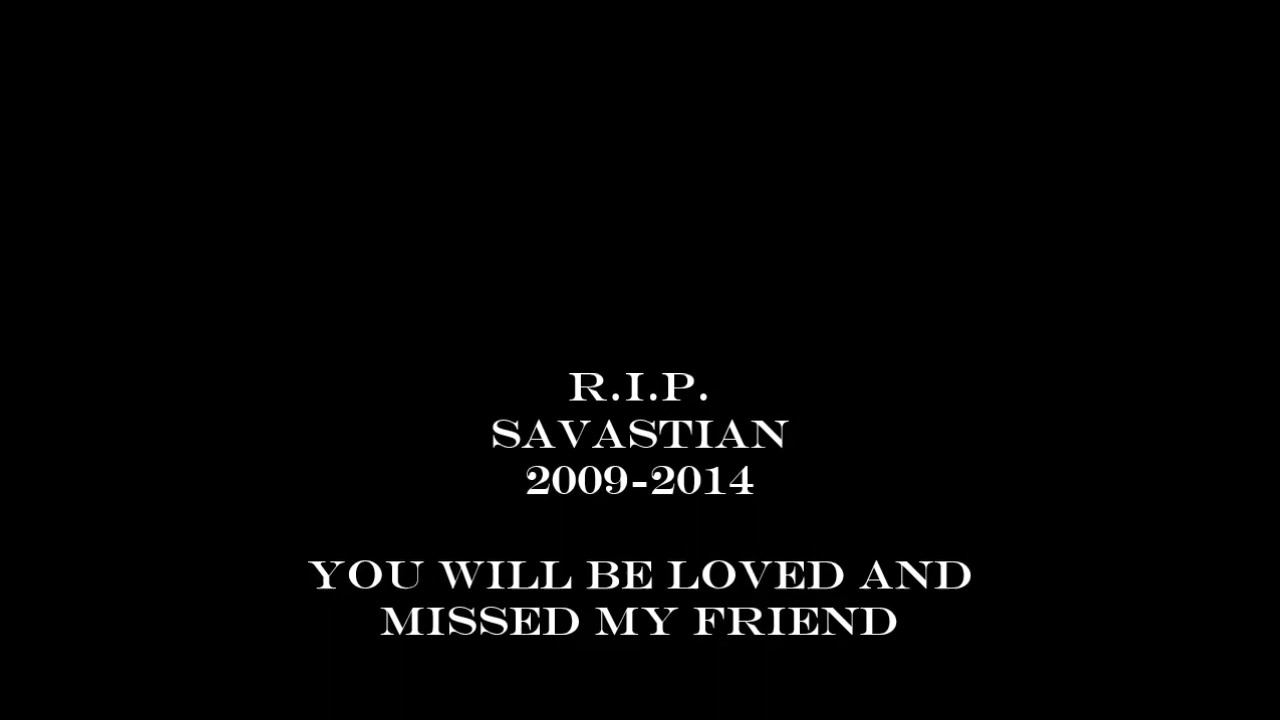 R.I.P.
SAVASTIAN
2009-2014
YOU WILL BE LOVED AND
MISSED MY FRIEND